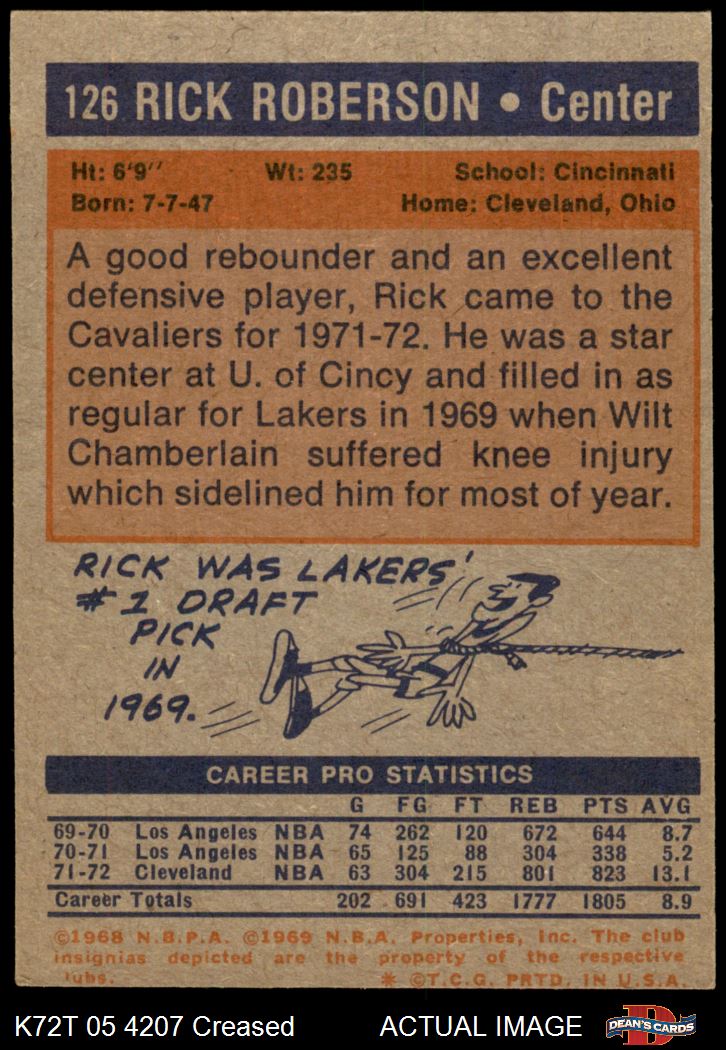 126 RICK ROBERSON • Center
Ht: 6'9'' Wt: 235 School: Cincinnati
Born: 7-7-47 Home: Cleveland, Ohio
A good rebounder and an excellent
defensive player, Rick came to the
Cavaliers for 1971-72. He was a star
center at U. of Cincy and filled in as
regular for Lakers in 1969 when Wilt
Chamberlain suffered knee injury
which sidelined him for most of year.
RICK WAS LAKERS'
#1 DRAFT
PICK
IN
1969.
CAREER PRO STATISTICS
G FG FT REB PTS AVG
69-70 Los Angeles NBA 74 262 120 672 644 8.7
70-71 Los Angeles NBA 65 125 88 304 338 5.2
71-72 Cleveland NBA 63 304 215 801 823 13.1
Career Totals 202 691 423 1777 1805 8.9
©1968 N.B.P.A. ©1969 N.B.A. Properties, Inc. The club
insignias depicted are the property of the respective
lubs. * ©T.C.G. PRTD. IN U.S.A.
K72T 05 4207 Creased ACTUAL IMAGE
D
DEAN'S CARDS